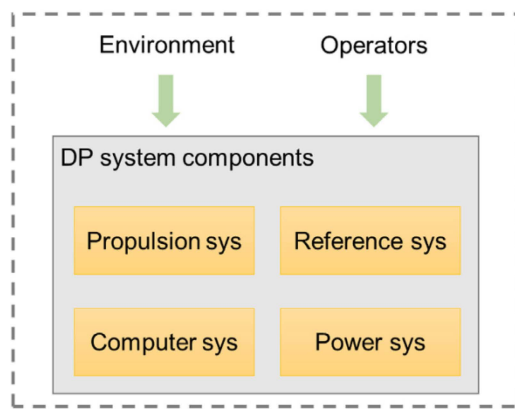 Environment
Operators
DP system components
Propulsion sys
Reference sys
Computer sys
Power sys